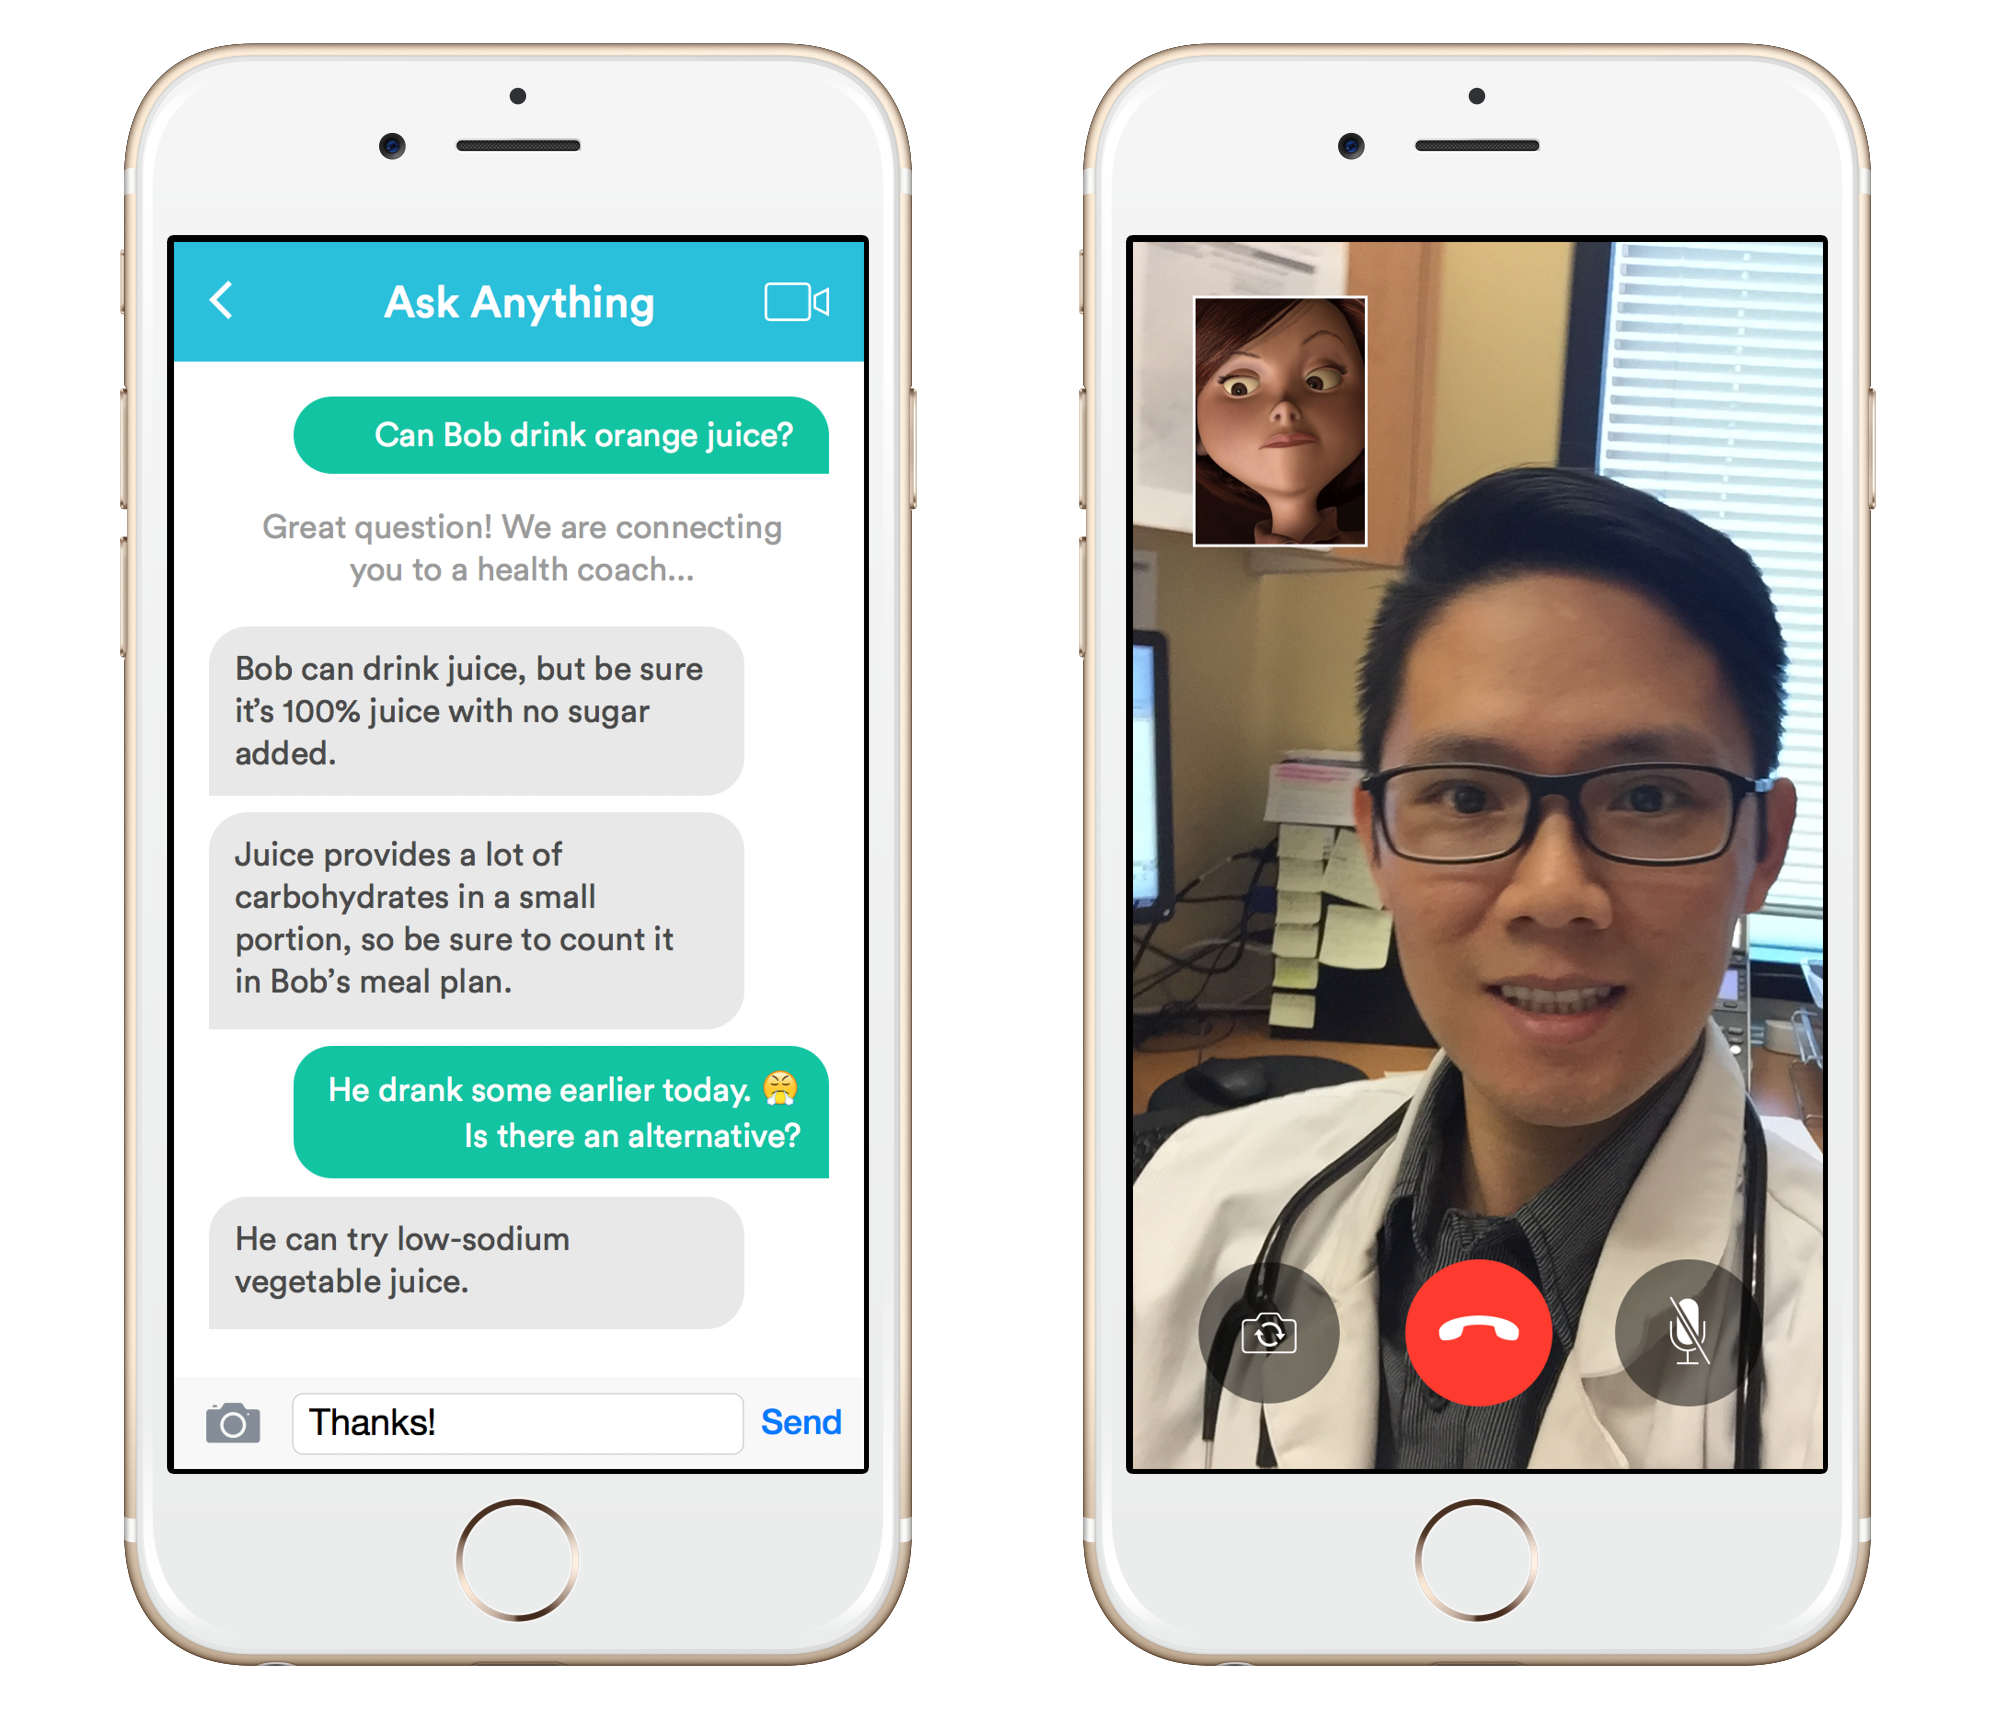 Ask Anything
Can Bob drink orange juice?
Great question! We are connecting
you to a health coach...
Bob can drink juice, but be sure
it's 100% juice with no sugar
added.
Juice provides a lot of
carbohydrates in a small
portion, so be sure to count it
in Bob's meal plan.
He drank some earlier today. 😤
Is there an alternative?
He can try low-sodium
vegetable juice.
Thanks!
Send